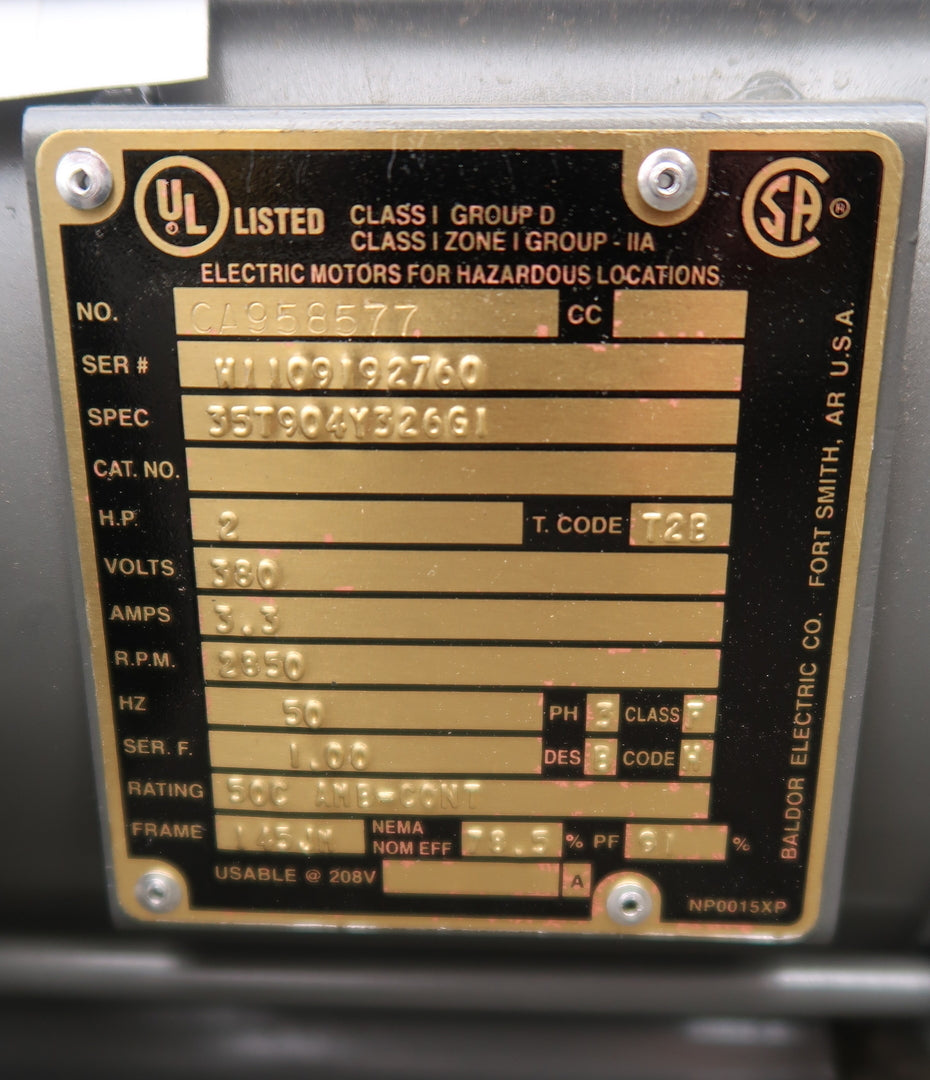 UL LISTED CLASS I GROUP D
CLASS I ZONE I GROUP - IIA
CSA ®
ELECTRIC MOTORS FOR HAZARDOUS LOCATIONS
NO. CA958577 CC
SER # W1109192760
SPEC 35T904Y326G1
CAT. NO.
H.P. 2 T. CODE T2B
VOLTS 380
AMPS 3.3
R.P.M. 2850
HZ 50 PH 3 CLASS F
SER. F. 1.00 DES B CODE M
RATING 50C AMB-CONT
FRAME 145JM NEMA
NOM EFF 78.5 % PF 91 %
USABLE @ 208V A
NP0015XP
BALDOR ELECTRIC CO. FORT SMITH, AR U.S.A.